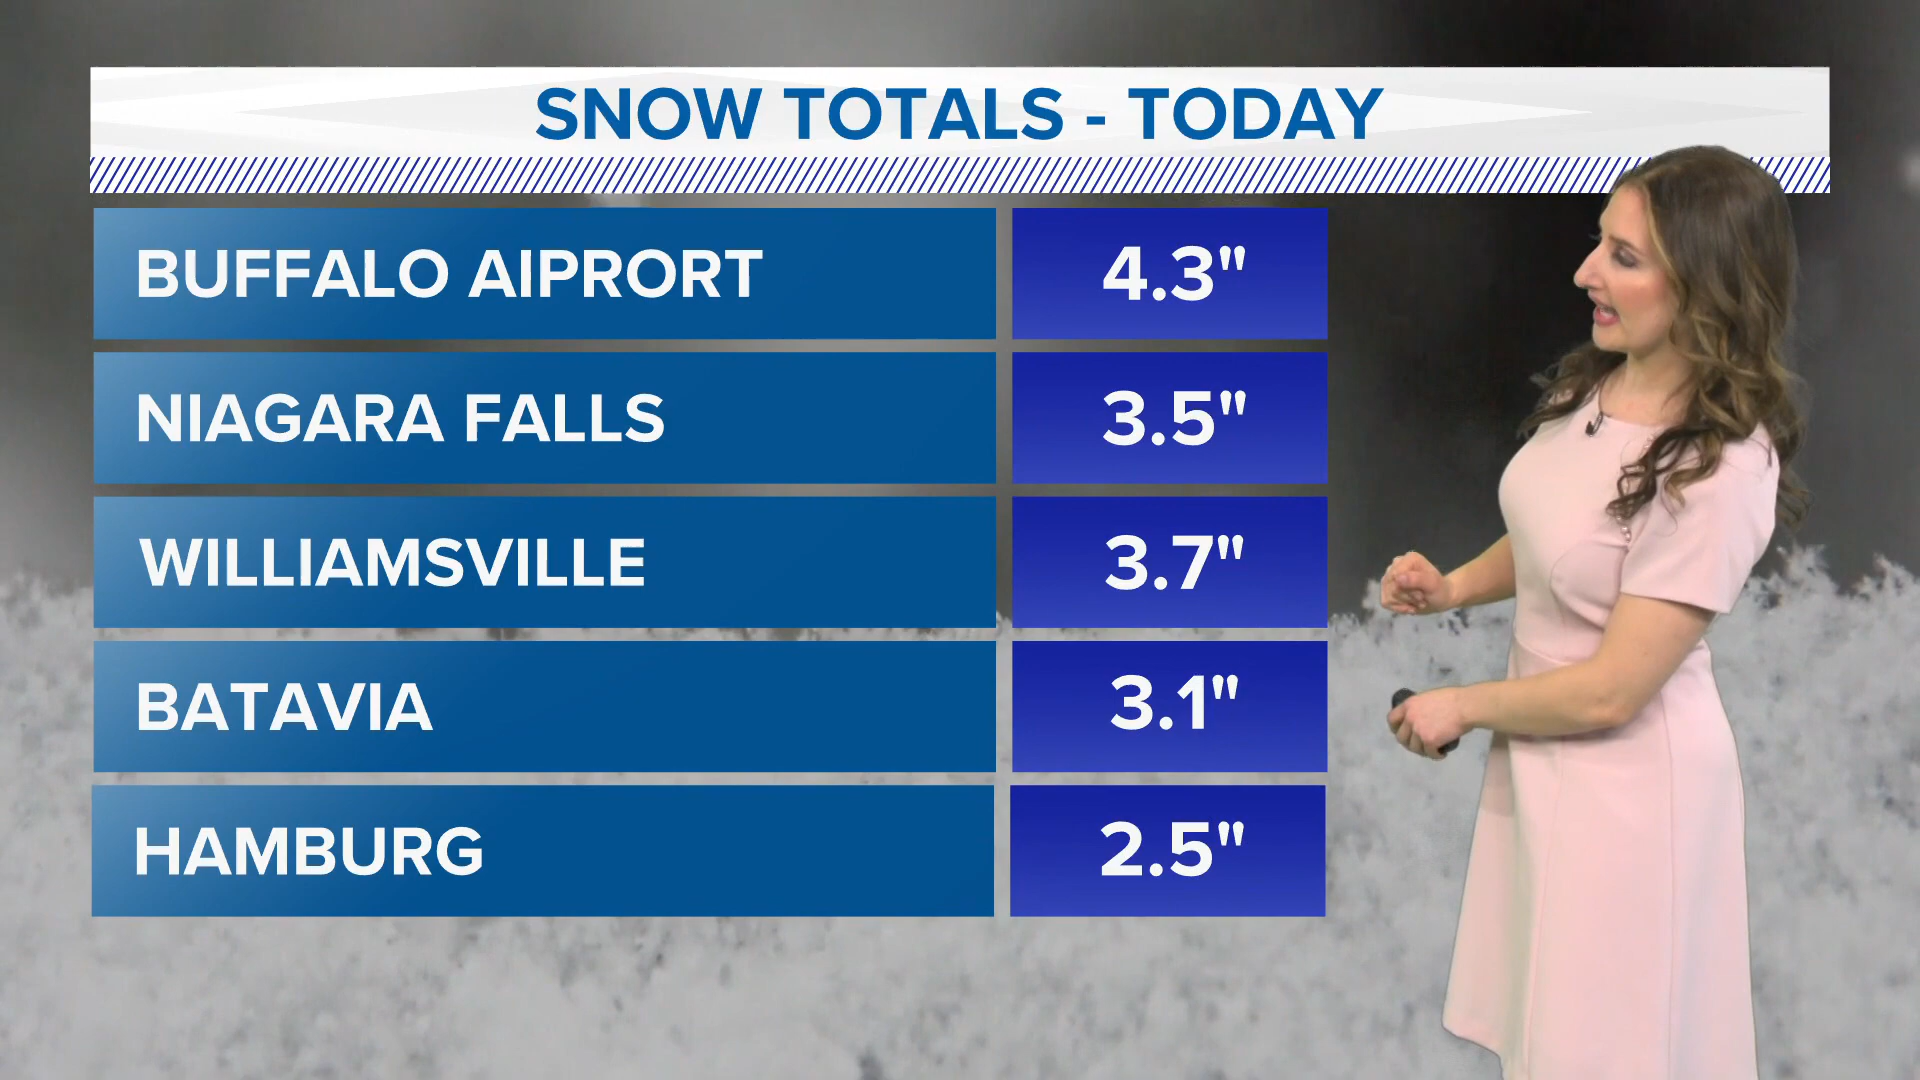 SNOW TOTALS - TODAY
BUFFALO AIPRORT 4.3"
NIAGARA FALLS 3.5"
WILLIAMSVILLE 3.7"
BATAVIA 3.1"
HAMBURG 2.5"